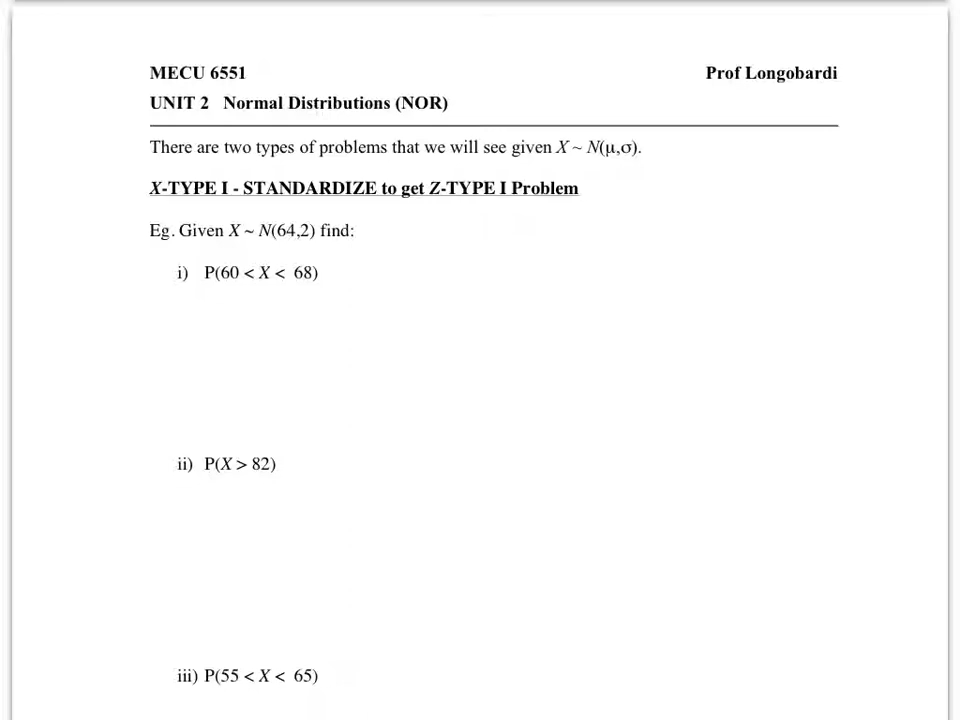 MECU 6551 Prof Longobardi
UNIT 2 Normal Distributions (NOR)
There are two types of problems that we will see given X ~ N(μ,σ).
X-TYPE I - STANDARDIZE to get Z-TYPE I Problem
Eg. Given X ~ N(64,2) find:
i) P(60 < X < 68)
ii) P(X > 82)
iii) P(55 < X < 65)